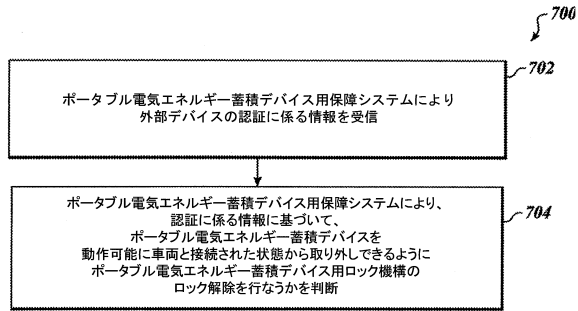 700
702
ポータブル電気エネルギー蓄積デバイス用保障システムにより
外部デバイスの認証に係る情報を受信
704
ポータブル電気エネルギー蓄積デバイス用保障システムにより、
認証に係る情報に基づいて、
ポータブル電気エネルギー蓄積デバイスを
動作可能に車両と接続された状態から取り外しできるように
ポータブル電気エネルギー蓄積デバイス用ロック機構の
ロック解除を行なうかを判断